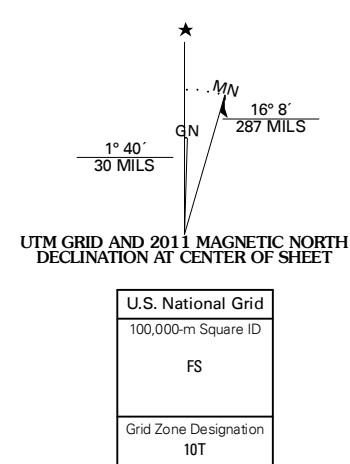 MN
GN
16° 8´
287 MILS
1° 40´
30 MILS
UTM GRID AND 2011 MAGNETIC NORTH
DECLINATION AT CENTER OF SHEET
U.S. National Grid
100,000-m Square ID
FS
Grid Zone Designation
10T